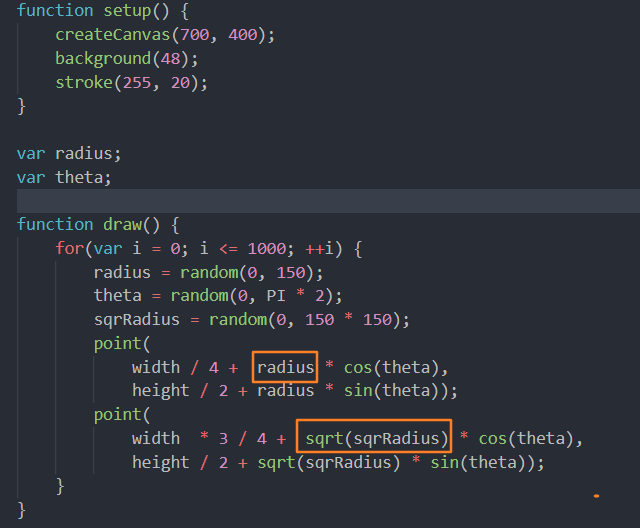 function setup() {
    createCanvas(700, 400);
    background(48);
    stroke(255, 20);
}

var radius;
var theta;

function draw() {
    for(var i = 0; i <= 1000; ++i) {
        radius = random(0, 150);
        theta = random(0, PI * 2);
        sqrRadius = random(0, 150 * 150);
        point(
            width / 4 +  radius * cos(theta),
            height / 2 + radius * sin(theta));
        point(
            width  * 3 / 4 +  sqrt(sqrRadius) * cos(theta),
            height / 2 + sqrt(sqrRadius) * sin(theta));
    }
}